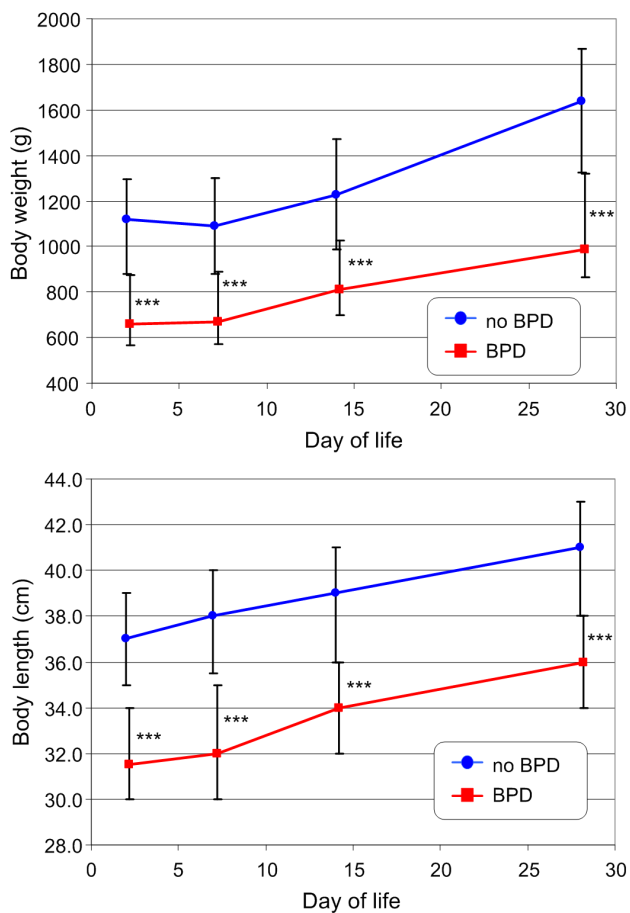 2000
1800
1600
1400
1200
1000
800
600
400
Body weight (g)
***
***
***
***
no BPD
BPD
0 5 10 15 20 25 30
Day of life
44.0
42.0
40.0
38.0
36.0
34.0
32.0
30.0
28.0
Body length (cm)
***
***
***
***
no BPD
BPD
0 5 10 15 20 25 30
Day of life